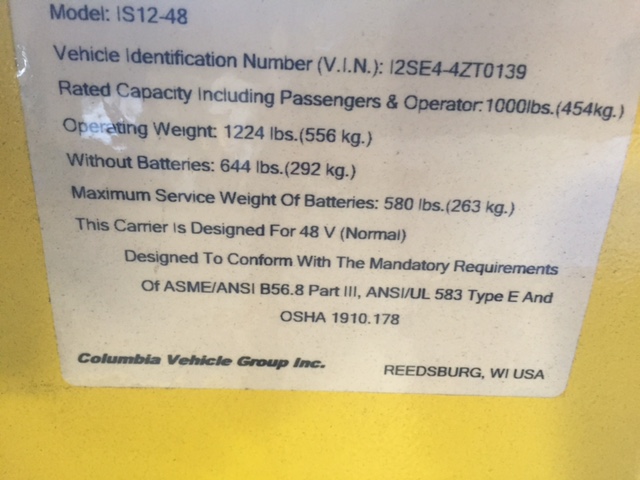 Model: IS12-48
Vehicle Identification Number (V.I.N.): I2SE4-4ZT0139
Rated Capacity Including Passengers & Operator:1000lbs.(454kg.)
Operating Weight: 1224 lbs.(556 kg.)
Without Batteries: 644 lbs.(292 kg.)
Maximum Service Weight Of Batteries: 580 lbs.(263 kg.)
This Carrier Is Designed For 48 V (Normal)
Designed To Conform With The Mandatory Requirements
Of ASME/ANSI B56.8 Part III, ANSI/UL 583 Type E And
OSHA 1910.178
Columbia Vehicle Group Inc.
REEDSBURG, WI USA